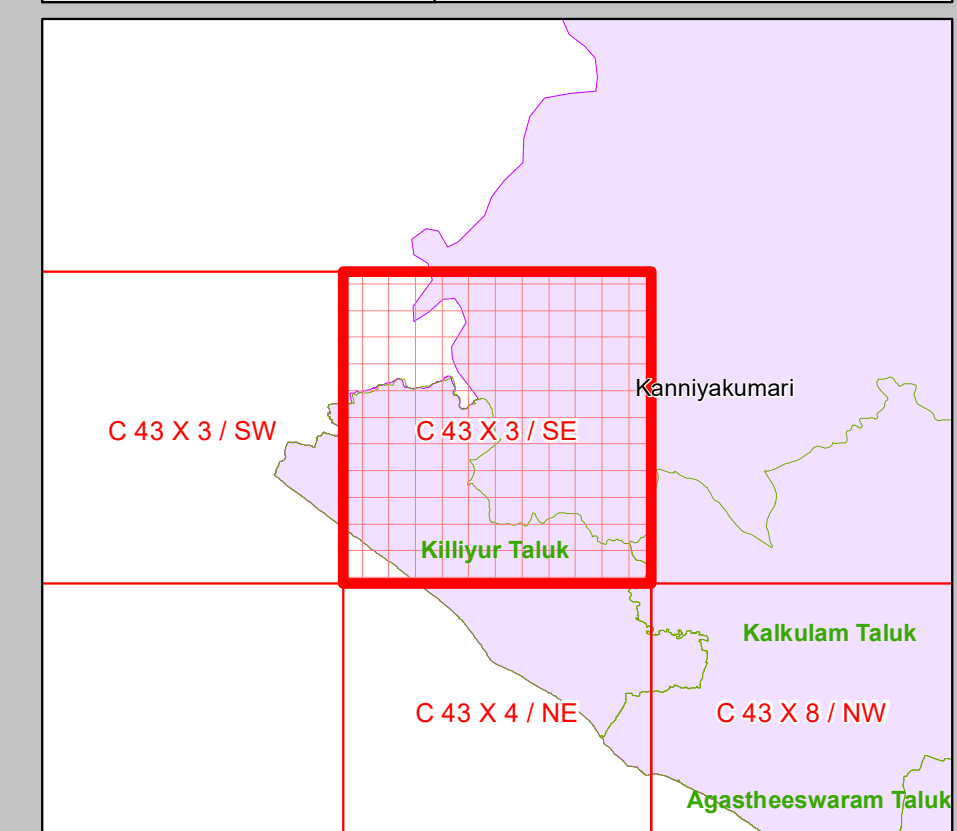 Kanniyakumari
C 43 X 3 / SW
C 43 X 3 / SE
Killiyur Taluk
Kalkulam Taluk
C 43 X 4 / NE
C 43 X 8 / NW
Agastheeswaram Taluk